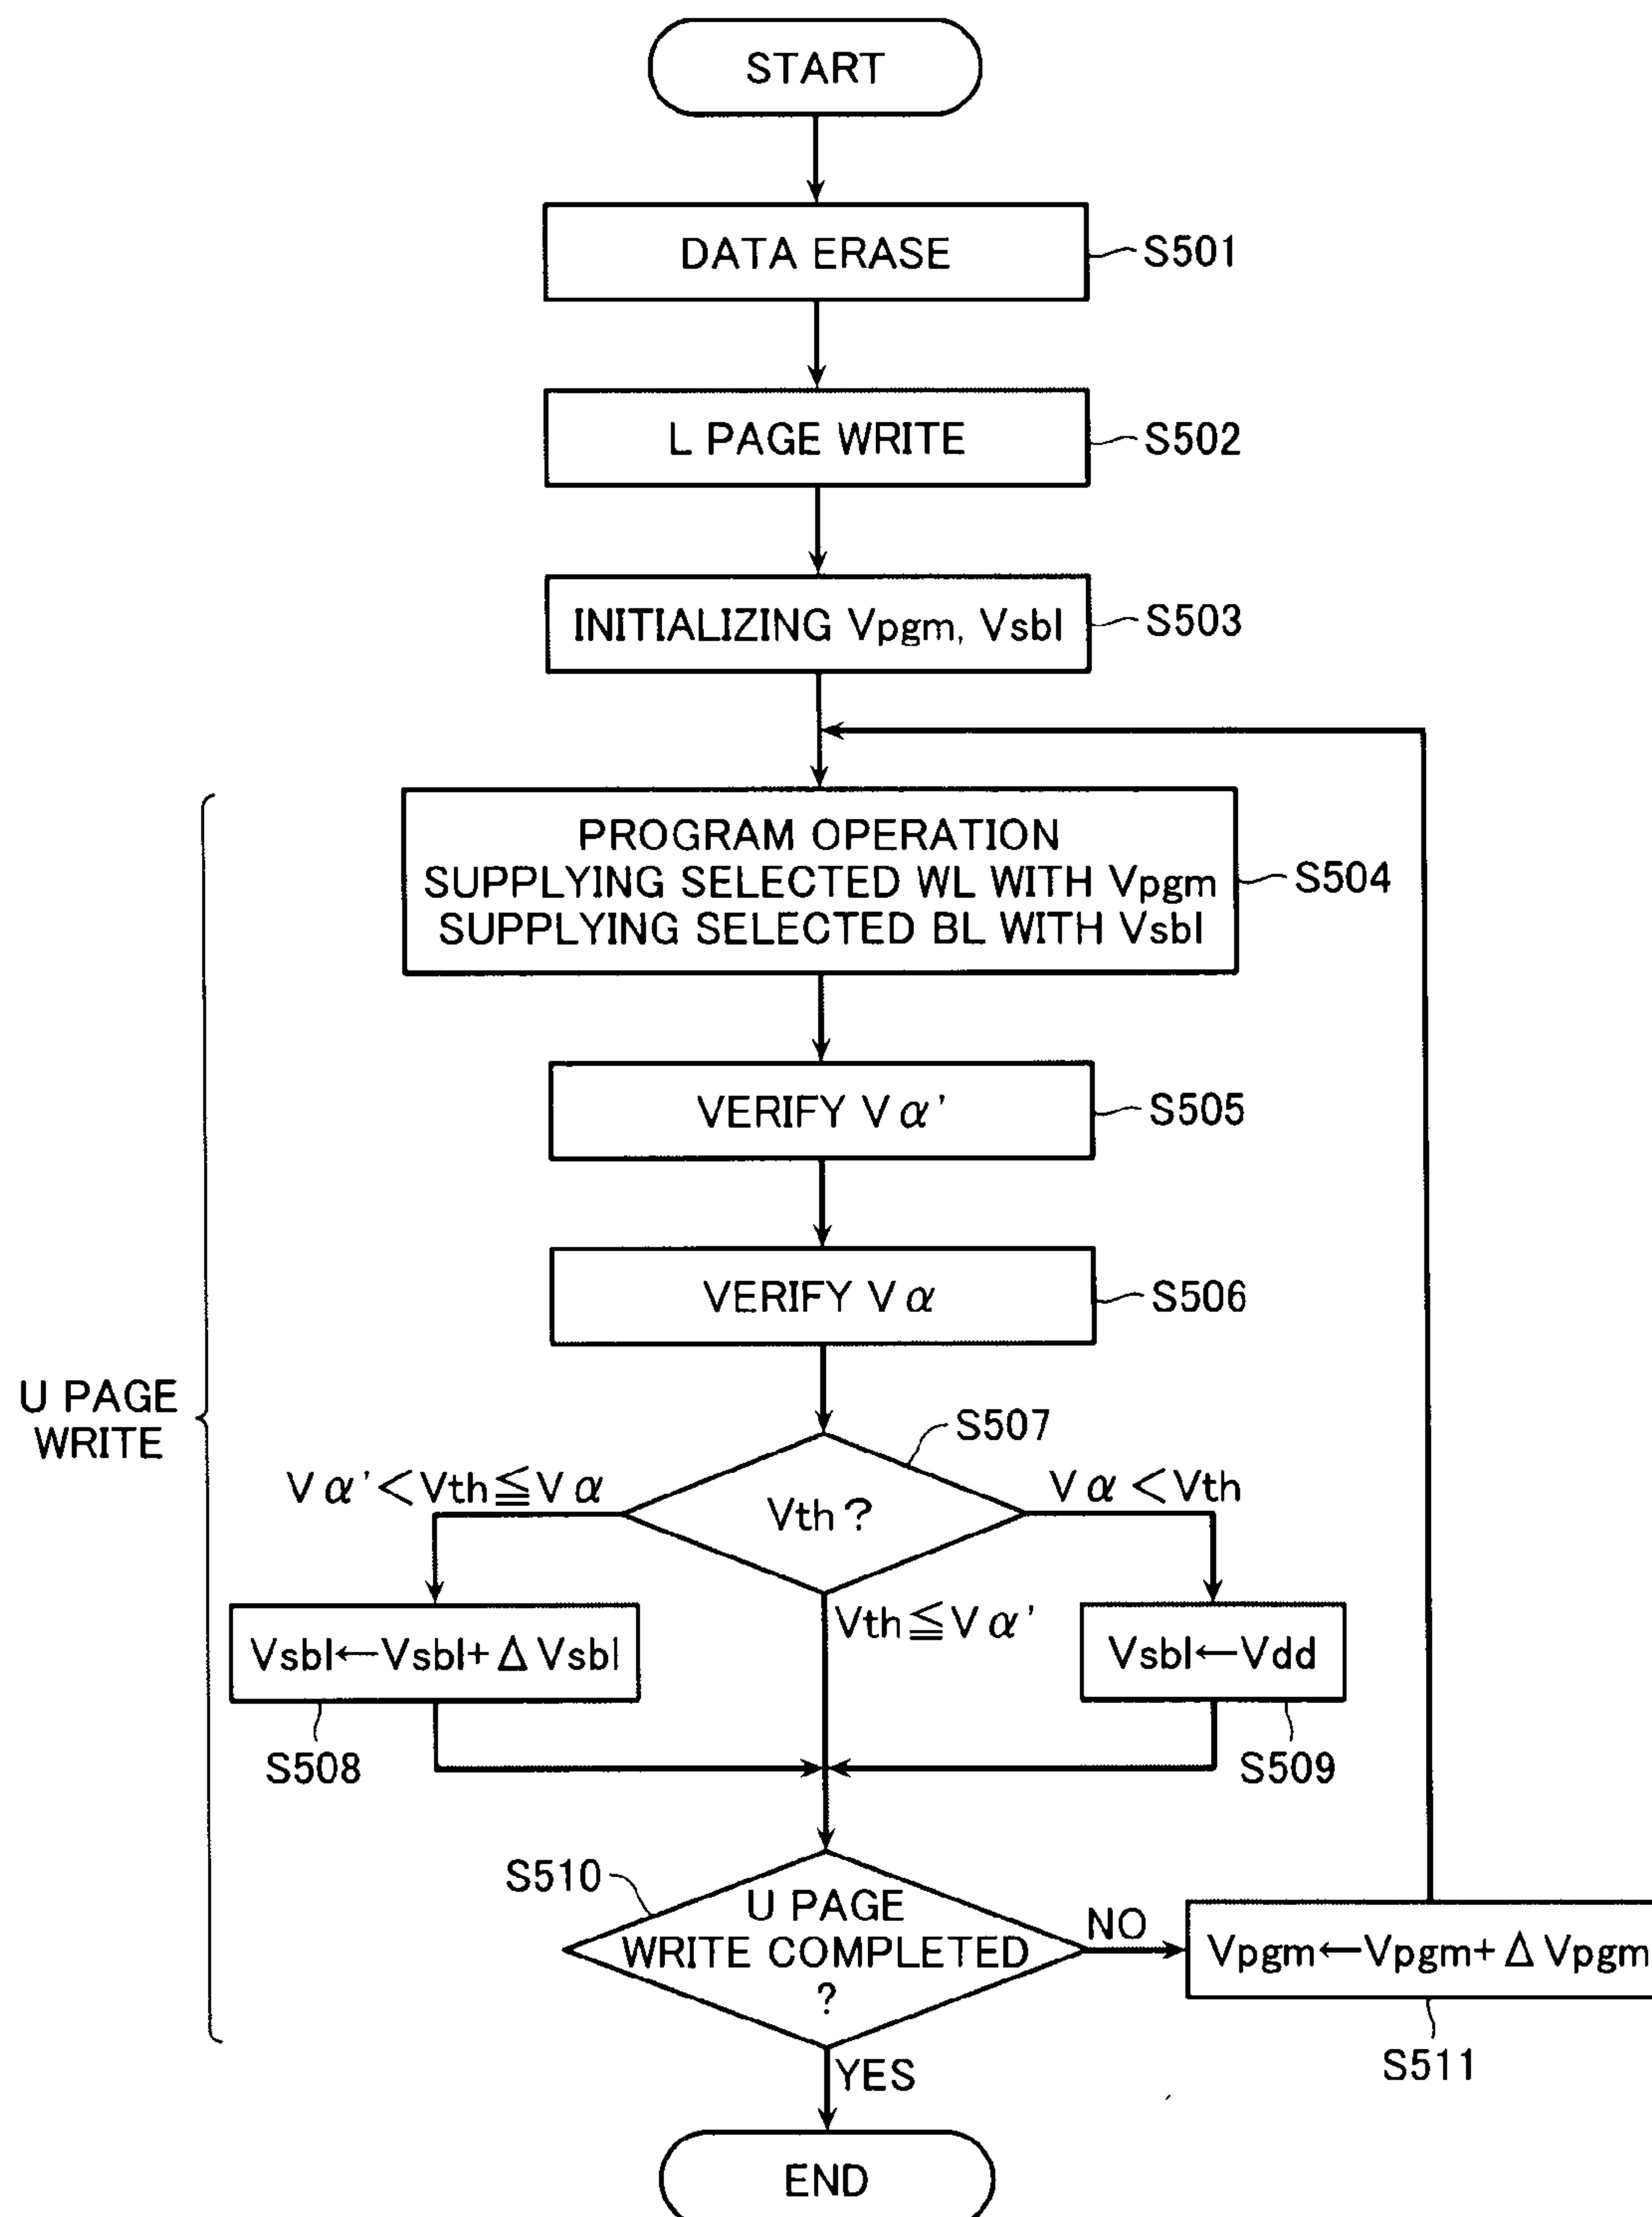 START
DATA ERASE
S501
L PAGE WRITE
S502
INITIALIZING Vpgm, Vsbl
S503
PROGRAM OPERATION
SUPPLYING SELECTED WL WITH Vpgm
SUPPLYING SELECTED BL WITH Vsbl
S504
VERIFY Vα'
S505
VERIFY Vα
S506
U PAGE
WRITE
S507
Vα'<Vth≦Vα
Vth?
Vα<Vth
Vth≦Vα'
Vsbl←Vsbl+ΔVsbl
Vsbl←Vdd
S508
S509
S510
U PAGE
WRITE COMPLETED
?
NO
Vpgm←Vpgm+ΔVpgm
S511
YES
END